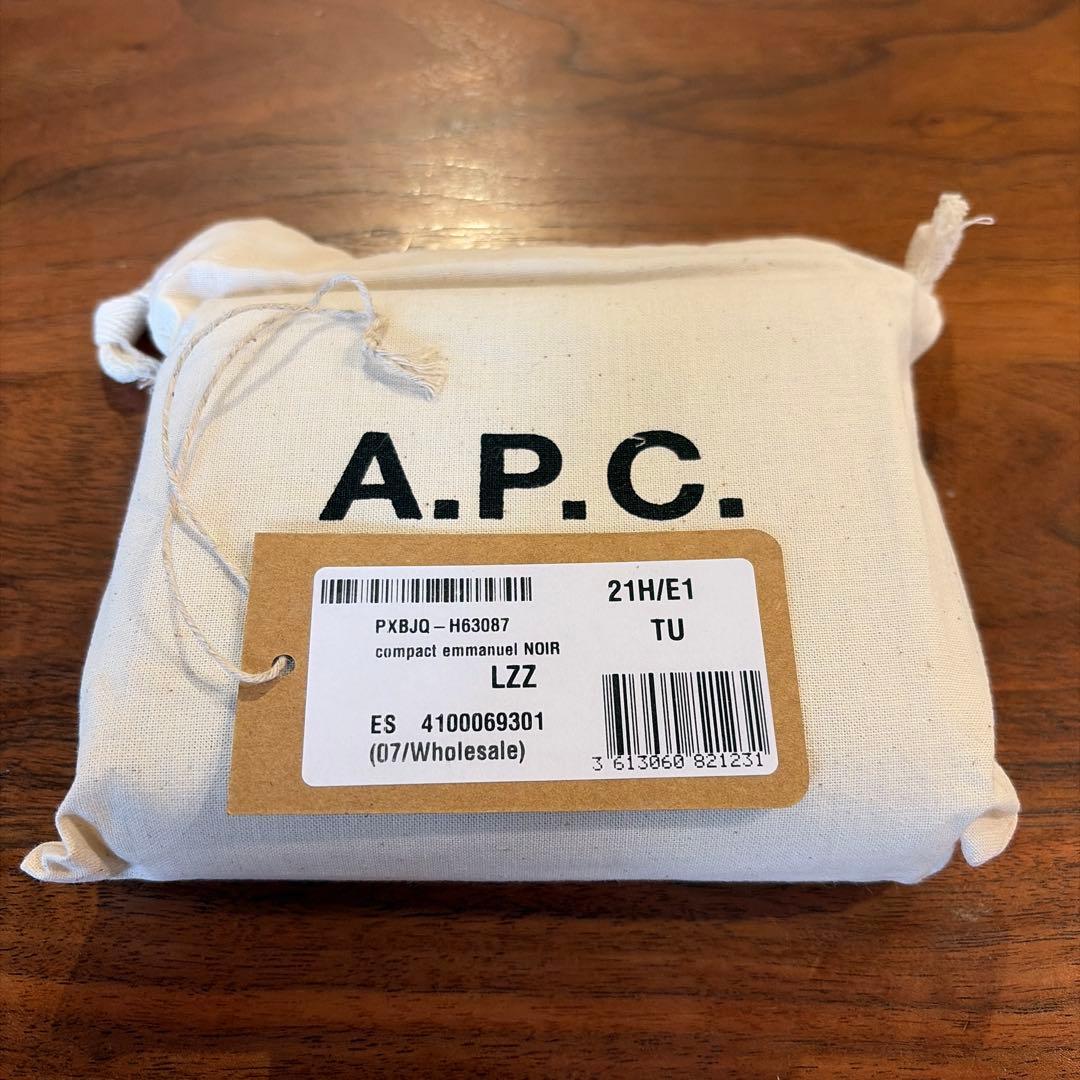 A.P.C.
PXBJQ – H63087
compact emmanuel NOIR
LZZ
ES 4100069301
(07/Wholesale)
21H/E1
TU
3 613060 821231